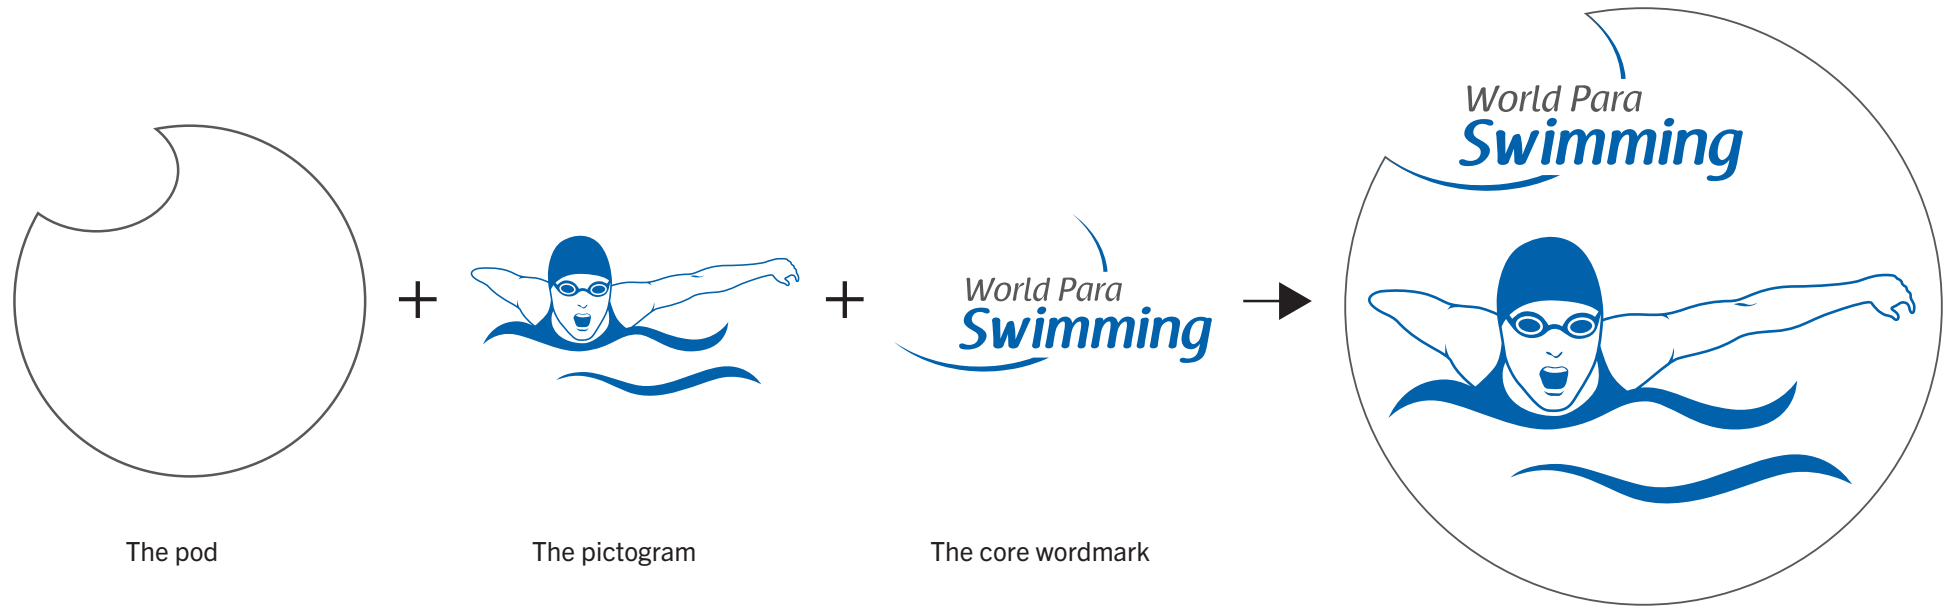 World Para
Swimming
World Para
Swimming
The pod
The pictogram
The core wordmark